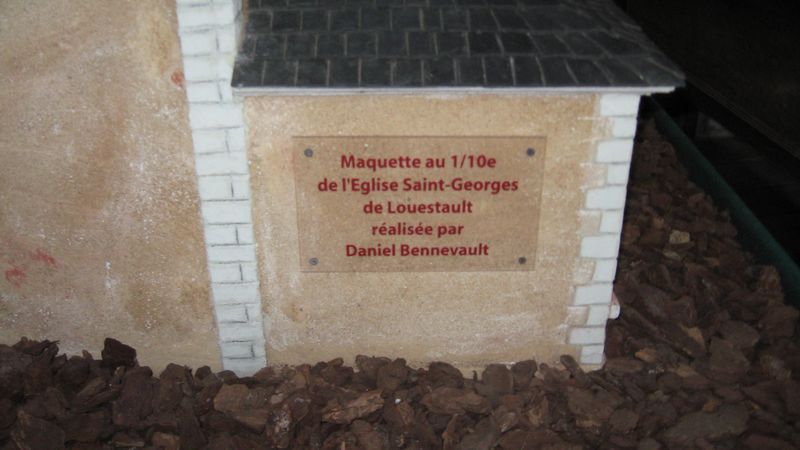 Maquette au 1/10e
de l'Eglise Saint-Georges
de Louestault
réalisée par
Daniel Bennevault